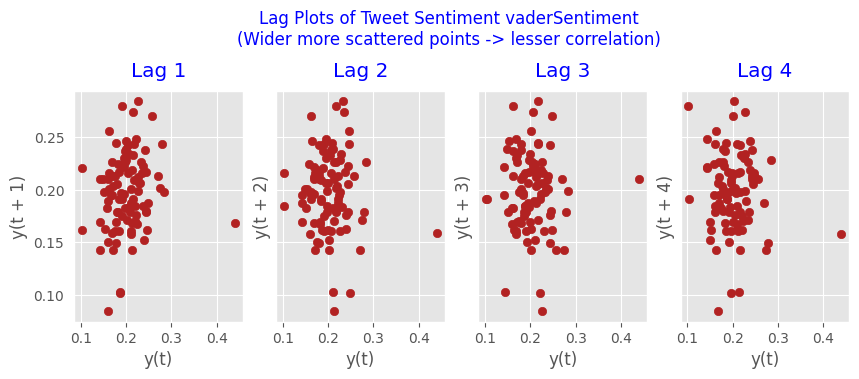 Lag Plots of Tweet Sentiment vaderSentiment
(Wider more scattered points -> lesser correlation)
Lag 1
Lag 2
Lag 3
Lag 4
y(t + 1)
0.25
0.20
0.15
0.10
y(t + 2)
y(t + 3)
y(t + 4)
0.1 0.2 0.3 0.4
0.1 0.2 0.3 0.4
0.1 0.2 0.3 0.4
0.1 0.2 0.3 0.4
y(t)
y(t)
y(t)
y(t)